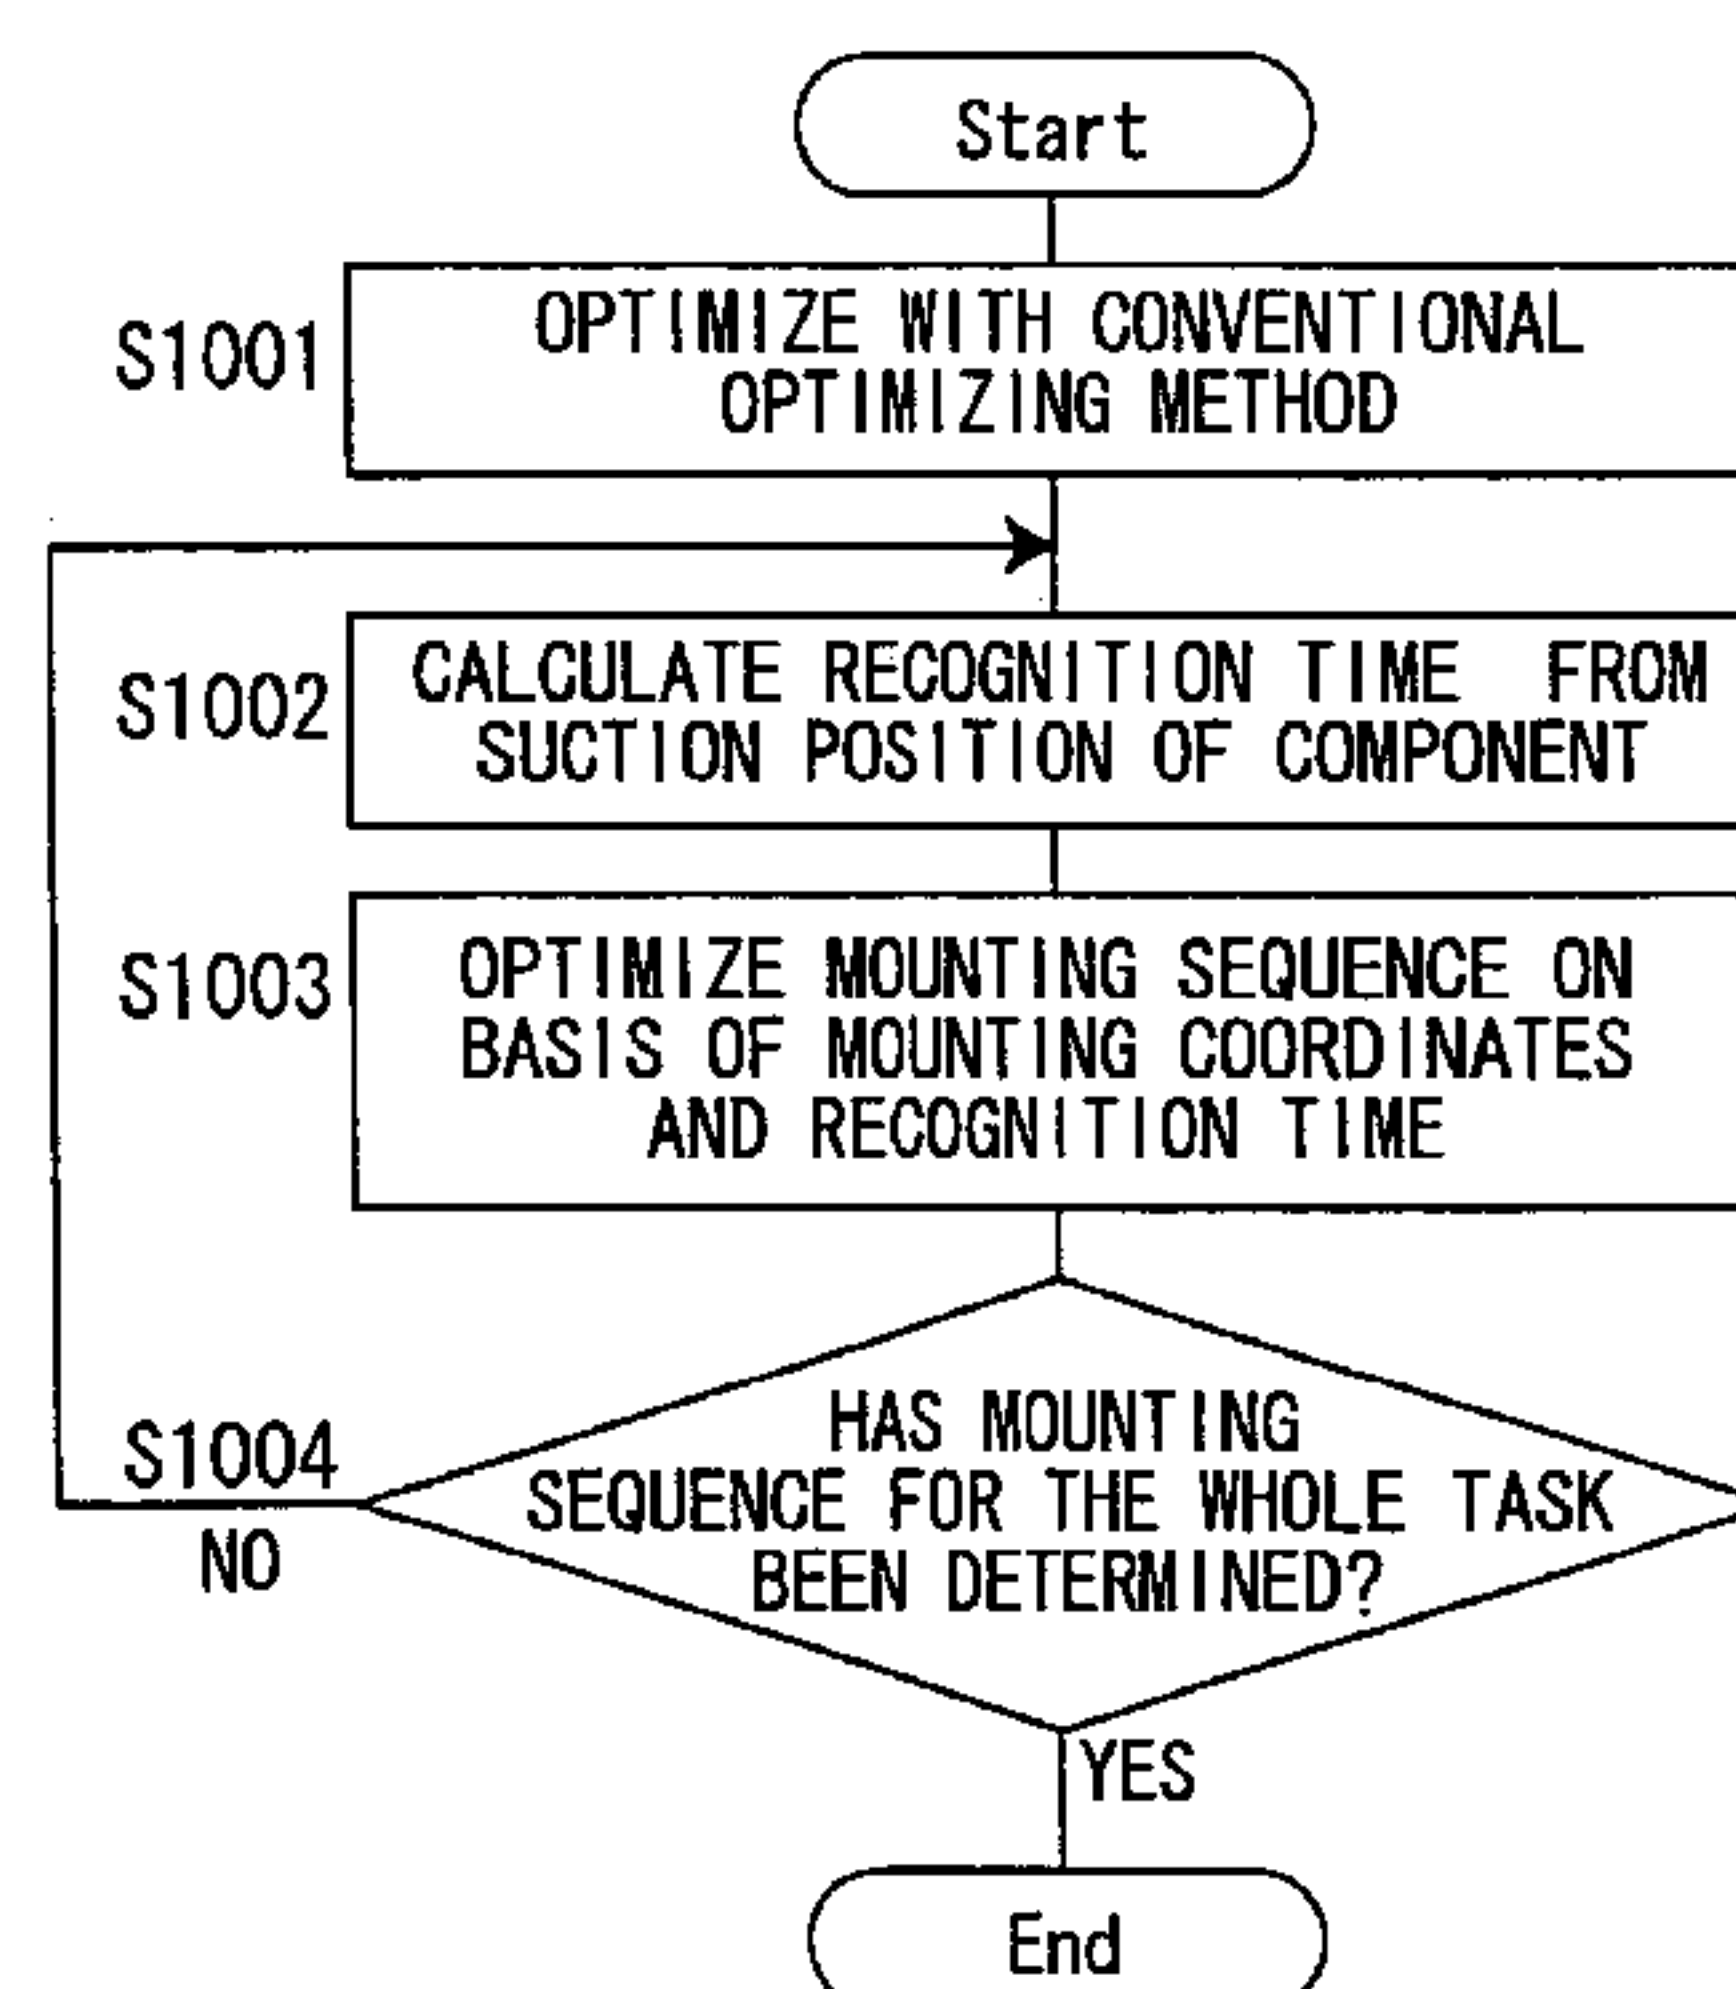 Start
S1001
OPTIMIZE WITH CONVENTIONAL
OPTIMIZING METHOD
S1002
CALCULATE RECOGNITION TIME FROM
SUCTION POSITION OF COMPONENT
S1003
OPTIMIZE MOUNTING SEQUENCE ON
BASIS OF MOUNTING COORDINATES
AND RECOGNITION TIME
S1004
HAS MOUNTING
SEQUENCE FOR THE WHOLE TASK
BEEN DETERMINED?
NO
YES
End